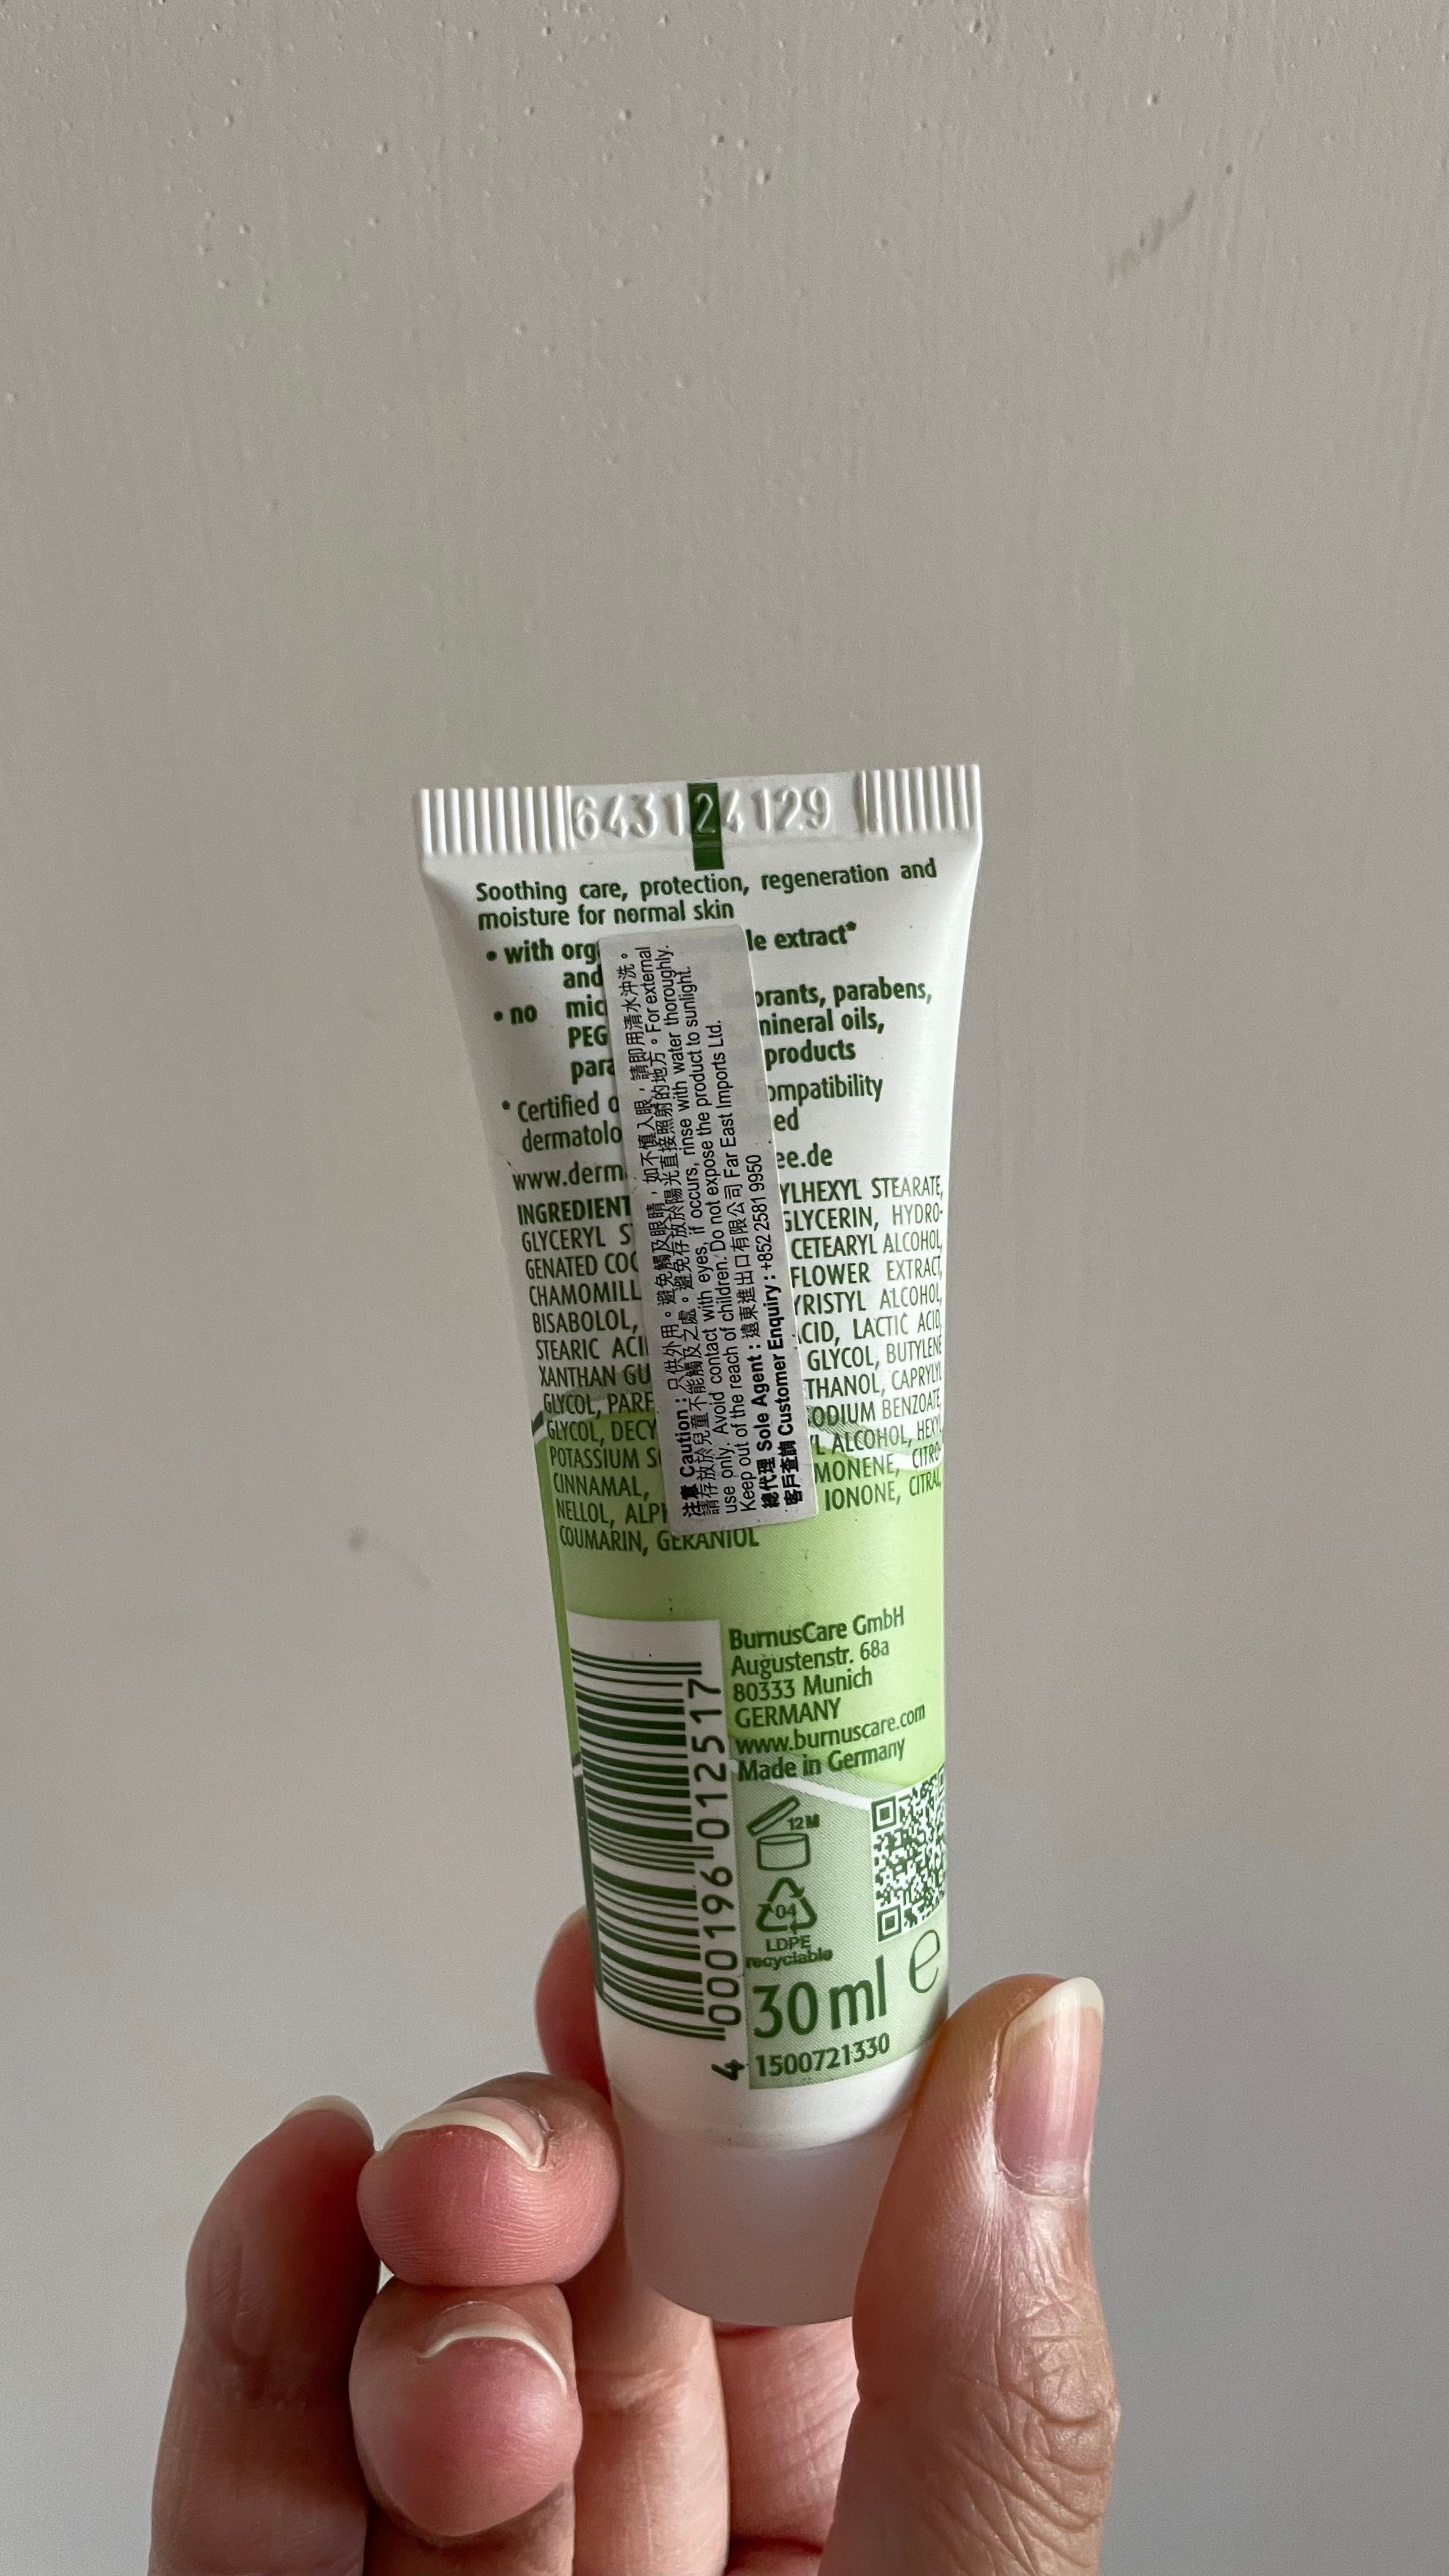 643124129
Soothing care, protection, regeneration and
moisture for normal skin
• with org le extract*
and
• no mic orants, parabens,
PEG mineral oils,
para products
* Certified o ompatibility
dermatolo ed
www.derm ee.de
INGREDIENT YLHEXYL STEARATE,
GLYCERYL S GLYCERIN, HYDRO-
GENATED COC CETEARYL ALCOHOL,
CHAMOMILL FLOWER EXTRACT,
BISABOLOL, YRISTYL ALCOHOL,
STEARIC ACI ACID, LACTIC ACID,
XANTHAN GU GLYCOL, BUTYLENE
GLYCOL, PARF THANOL, CAPRYLYL
GLYCOL, DECY ODIUM BENZOATE,
POTASSIUM S YL ALCOHOL, HEXYL
CINNAMAL, MONENE, CITRO-
NELLOL, ALPH IONONE, CITRAL,
COUMARIN, GERANIOL
注意 Caution : 只供外用。避免觸及眼睛，如不慎入眼，請即用清水沖洗。
請存放於兒童不能觸及之處。避免存放於陽光直接照射的地方。For external
use only. Avoid contact with eyes, if occurs, rinse with water thoroughly.
Keep out of the reach of children. Do not expose the product to sunlight.
總代理 Sole Agent : 遠東進出口有限公司 Far East Imports Ltd.
客戶查詢 Customer Enquiry : +852 2581 9950
BurnusCare GmbH
Augustenstr. 68a
80333 Munich
GERMANY
www.burnuscare.com
Made in Germany
12M
04
LDPE
recyclable
30 ml e
1500721330
4 000196 012517